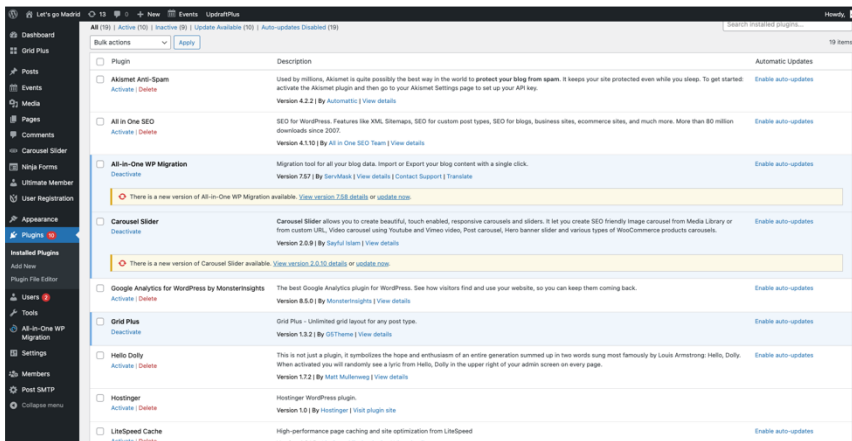 Let's go Madrid 13 0 + New Events UpdraftPlus Howdy,
Dashboard
Grid Plus
Posts
Events
Media
Pages
Comments
Carousel Slider
Ninja Forms
Ultimate Member
User Registration
Appearance
Plugins 10
Installed Plugins
Add New
Plugin File Editor
Users 2
Tools
All-in-One WP
Migration
Settings
Members
Post SMTP
Collapse menu
All (19) | Active (10) | Inactive (9) | Update Available (10) | Auto-updates Disabled (19)
Search installed plugins...
Bulk actions Apply
19 items
Plugin Description Automatic Updates
Akismet Anti-Spam
Activate | Delete
Used by millions, Akismet is quite possibly the best way in the world to protect your blog from spam. It keeps your site protected even while you sleep. To get started:
activate the Akismet plugin and then go to your Akismet Settings page to set up your API key.
Version 4.2.2 | By Automattic | View details
Enable auto-updates
All in One SEO
Activate | Delete
SEO for WordPress. Features like XML Sitemaps, SEO for custom post types, SEO for blogs, business sites, ecommerce sites, and much more. More than 80 million
downloads since 2007.
Version 4.1.10 | By All in One SEO Team | View details
Enable auto-updates
All-in-One WP Migration
Deactivate
Migration tool for all your blog data. Import or Export your blog content with a single click.
Version 7.57 | By ServMask | View details | Contact Support | Translate
Enable auto-updates
There is a new version of All-in-One WP Migration available. View version 7.58 details or update now.
Carousel Slider
Deactivate
Carousel Slider allows you to create beautiful, touch enabled, responsive carousels and sliders. It let you create SEO friendly Image carousel from Media Library or
from custom URL, Video carousel using Youtube and Vimeo video, Post carousel, Hero banner slider and various types of WooCommerce products carousels.
Version 2.0.9 | By Sayful Islam | View details
Enable auto-updates
There is a new version of Carousel Slider available. View version 2.0.10 details or update now.
Google Analytics for WordPress by MonsterInsights
Activate | Delete
The best Google Analytics plugin for WordPress. See how visitors find and use your website, so you can keep them coming back.
Version 8.5.0 | By MonsterInsights | View details
Enable auto-updates
Grid Plus
Deactivate
Grid Plus - Unlimited grid layout for any post type.
Version 1.3.2 | By G5Theme | View details
Enable auto-updates
Hello Dolly
Activate | Delete
This is not just a plugin, it symbolizes the hope and enthusiasm of an entire generation summed up in two words sung most famously by Louis Armstrong: Hello, Dolly.
When activated you will randomly see a lyric from Hello, Dolly in the upper right of your admin screen on every page.
Version 1.7.2 | By Matt Mullenweg | View details
Enable auto-updates
Hostinger
Activate | Delete
Hostinger WordPress plugin.
Version 1.0 | By Hostinger | Visit plugin site
LiteSpeed Cache
Activate | Delete
High-performance page caching and site optimization from LiteSpeed
Enable auto-updates